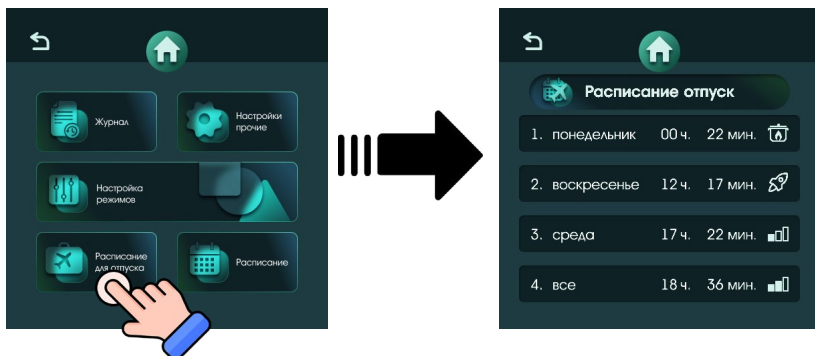 Журнал
Настройки
прочие
Настройка
режимов
Расписание
для отпуска
Расписание
Расписание отпуск
1. понедельник 00 ч. 22 мин.
2. воскресенье 12 ч. 17 мин.
3. среда 17 ч. 22 мин.
4. все 18 ч. 36 мин.